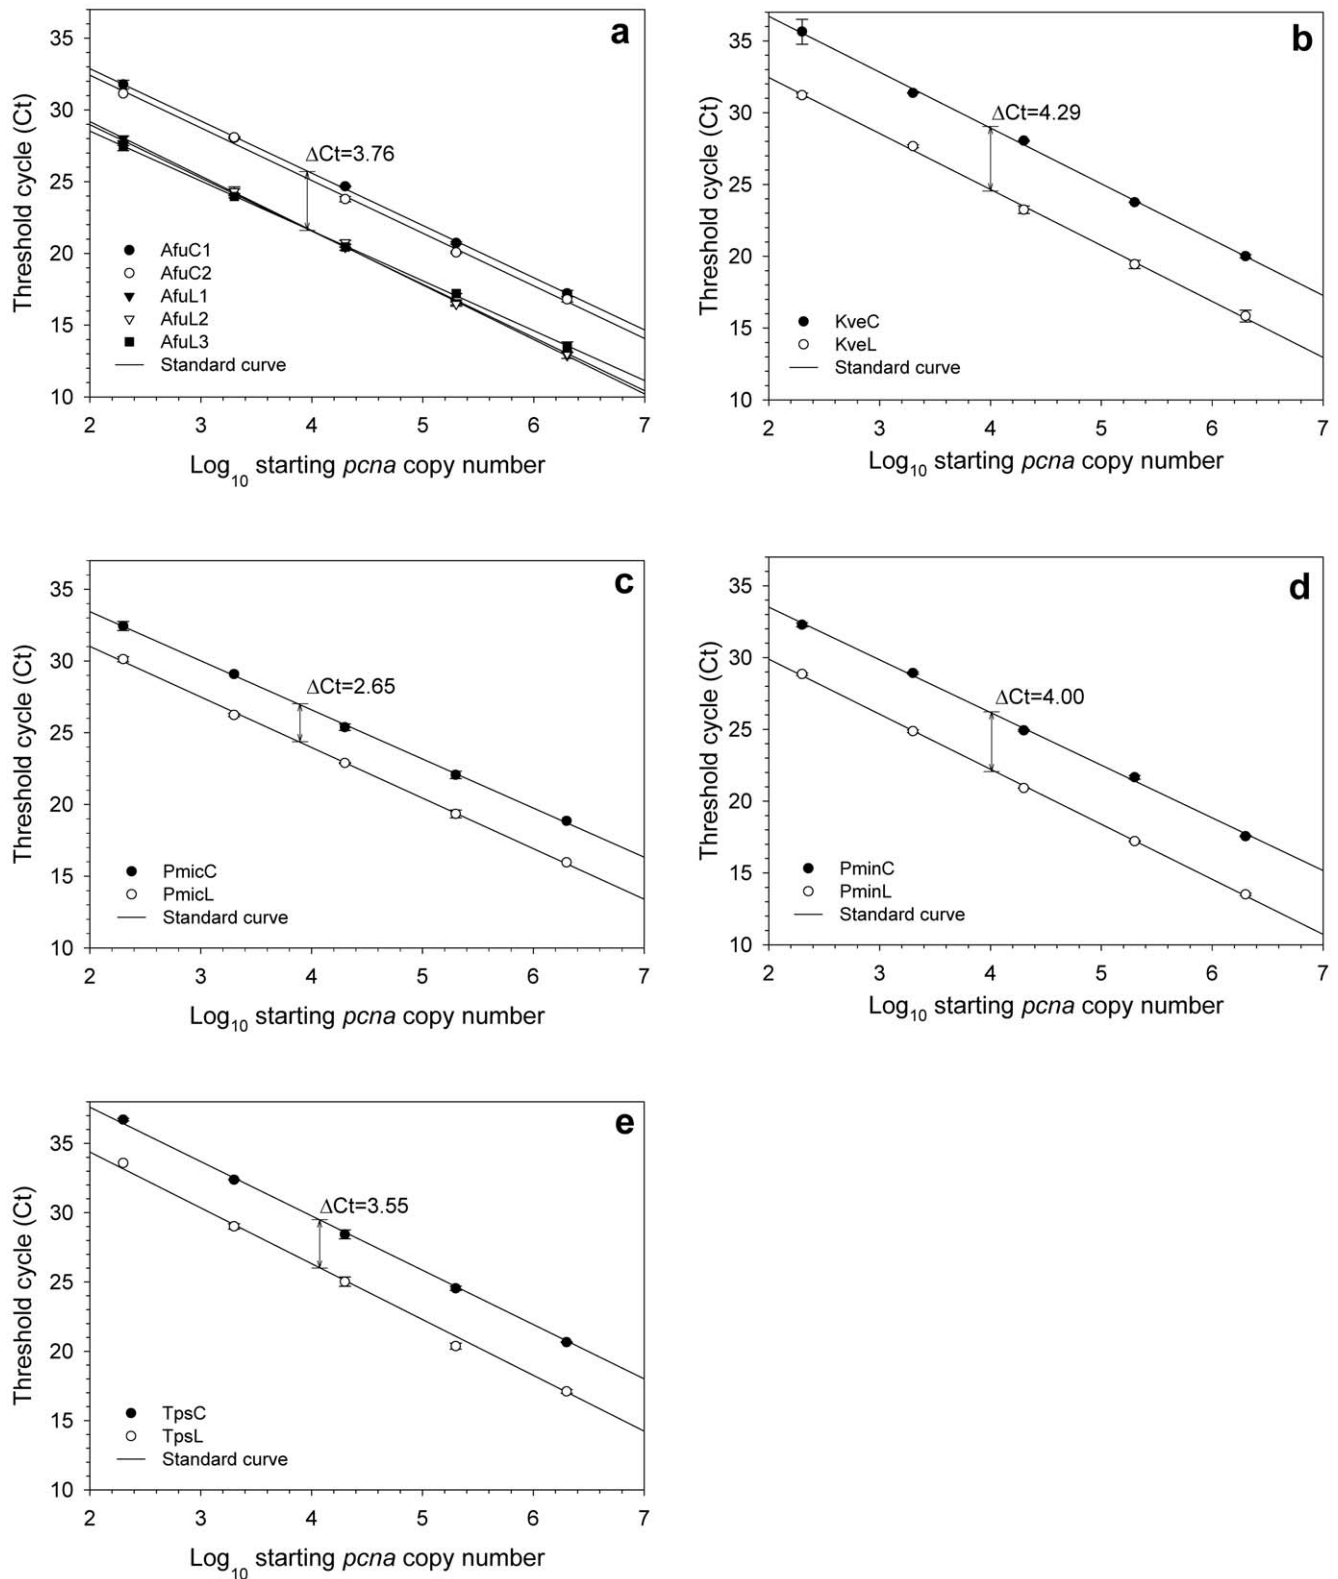 a
Threshold cycle (Ct)
35
30
25
20
15
10
ΔCt=3.76
AfuC1
AfuC2
AfuL1
AfuL2
AfuL3
Standard curve
2 3 4 5 6 7
Log10 starting pcna copy number
b
Threshold cycle (Ct)
35
30
25
20
15
10
ΔCt=4.29
KveC
KveL
Standard curve
2 3 4 5 6 7
Log10 starting pcna copy number
c
Threshold cycle (Ct)
35
30
25
20
15
10
ΔCt=2.65
PmicC
PmicL
Standard curve
2 3 4 5 6 7
Log10 starting pcna copy number
d
Threshold cycle (Ct)
35
30
25
20
15
10
ΔCt=4.00
PminC
PminL
Standard curve
2 3 4 5 6 7
Log10 starting pcna copy number
e
Threshold cycle (Ct)
35
30
25
20
15
10
ΔCt=3.55
TpsC
TpsL
Standard curve
2 3 4 5 6 7
Log10 starting pcna copy number